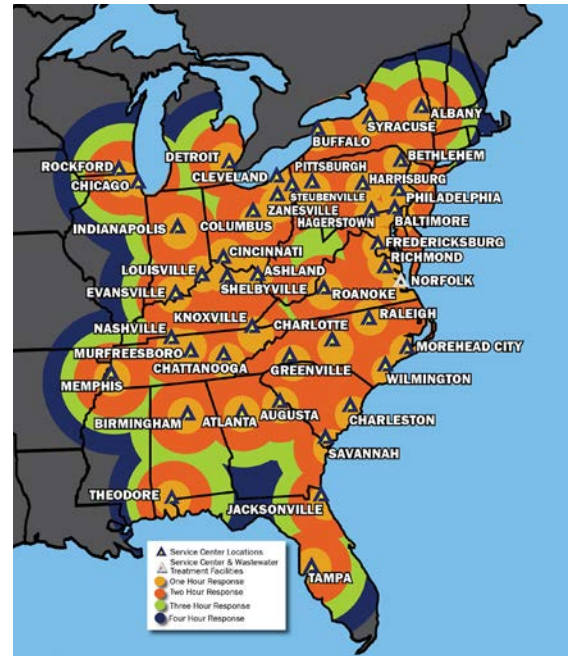 ALBANY
SYRACUSE
BUFFALO
DETROIT
BETHLEHEM
ROCKFORD
CLEVELAND
PITTSBURGH
HARRISBURG
CHICAGO
STEUBENVILLE
PHILADELPHIA
ZANESVILLE
BALTIMORE
INDIANAPOLIS
COLUMBUS
HAGERSTOWN
FREDERICKSBURG
CINCINNATI
RICHMOND
LOUISVILLE
ASHLAND
NORFOLK
EVANSVILLE
SHELBYVILLE
ROANOKE
KNOXVILLE
RALEIGH
NASHVILLE
CHARLOTTE
MURFREESBORO
MOREHEAD CITY
CHATTANOOGA
GREENVILLE
WILMINGTON
MEMPHIS
AUGUSTA
BIRMINGHAM
ATLANTA
CHARLESTON
SAVANNAH
THEODORE
JACKSONVILLE
TAMPA
Service Center Locations
Service Center & Wastewater
Treatment Facilities
One Hour Response
Two Hour Response
Three Hour Response
Four Hour Response